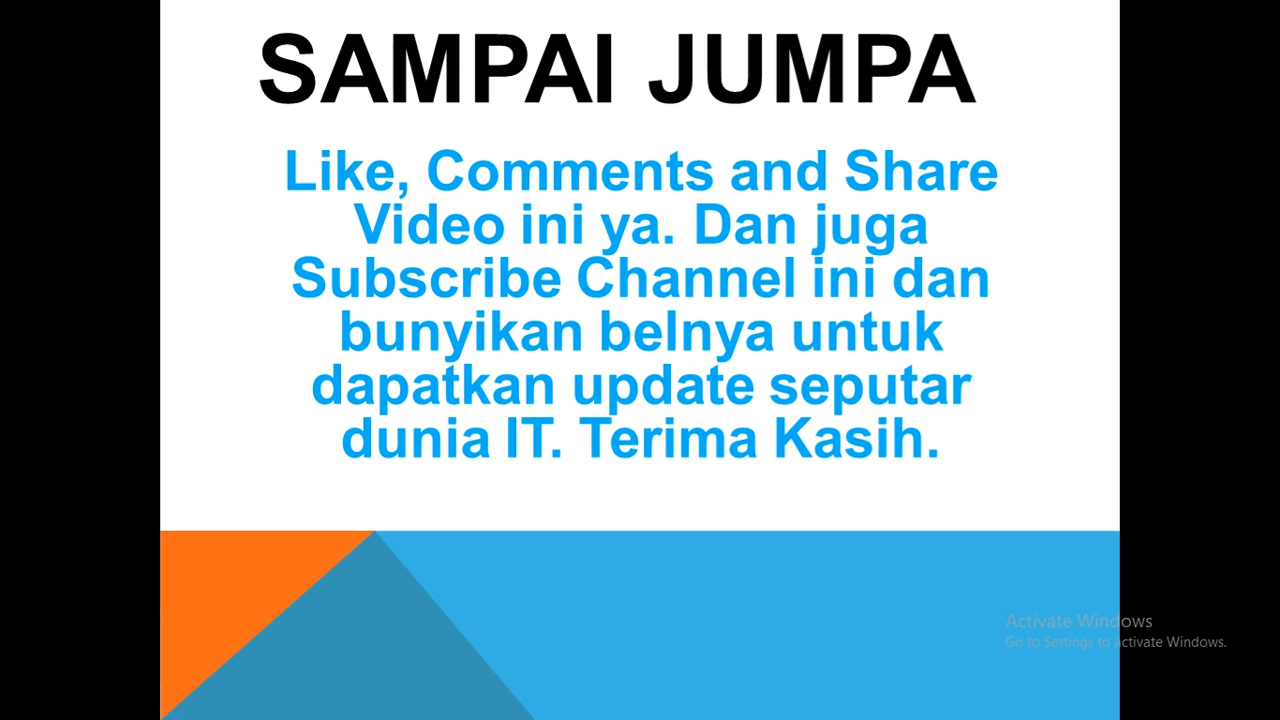 SAMPAI JUMPA
Like, Comments and Share
Video ini ya. Dan juga
Subscribe Channel ini dan
bunyikan belnya untuk
dapatkan update seputar
dunia IT. Terima Kasih.
Activate Windows
Go to Settings to activate Windows.